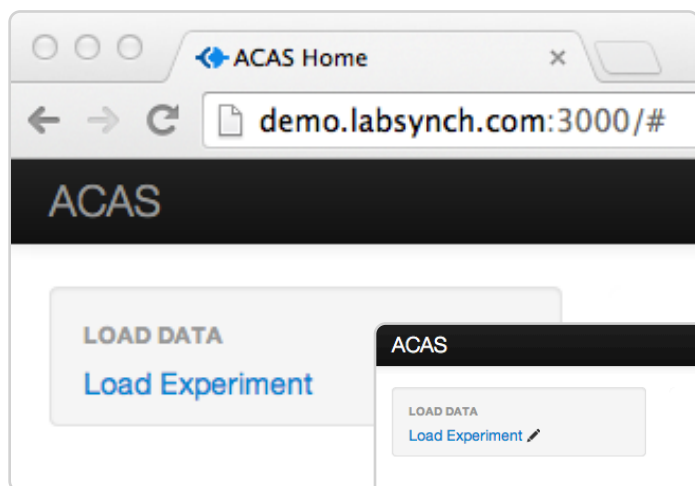 ACAS Home
demo.labsynch.com:3000/#
ACAS
LOAD DATA
Load Experiment
ACAS
LOAD DATA
Load Experiment